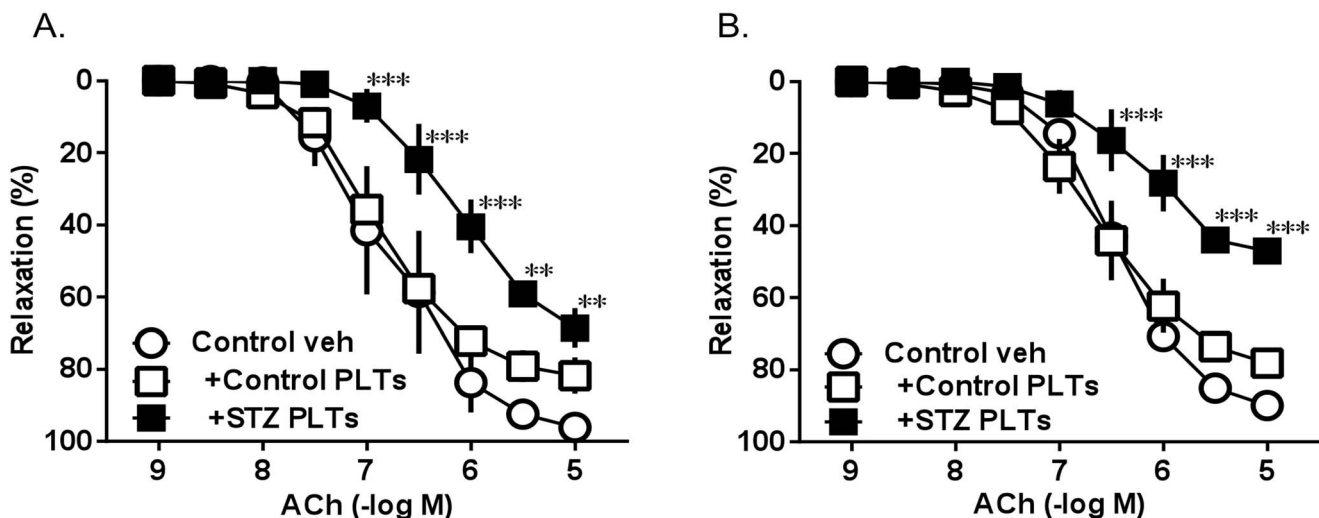 A.
0
20
40
60
80
100
Relaxation (%)
***
***
***
**
**
Control veh
+Control PLTs
+STZ PLTs
9 8 7 6 5
ACh (-log M)
B.
0
20
40
60
80
100
Relaxation (%)
***
***
***
***
Control veh
+Control PLTs
+STZ PLTs
9 8 7 6 5
ACh (-log M)